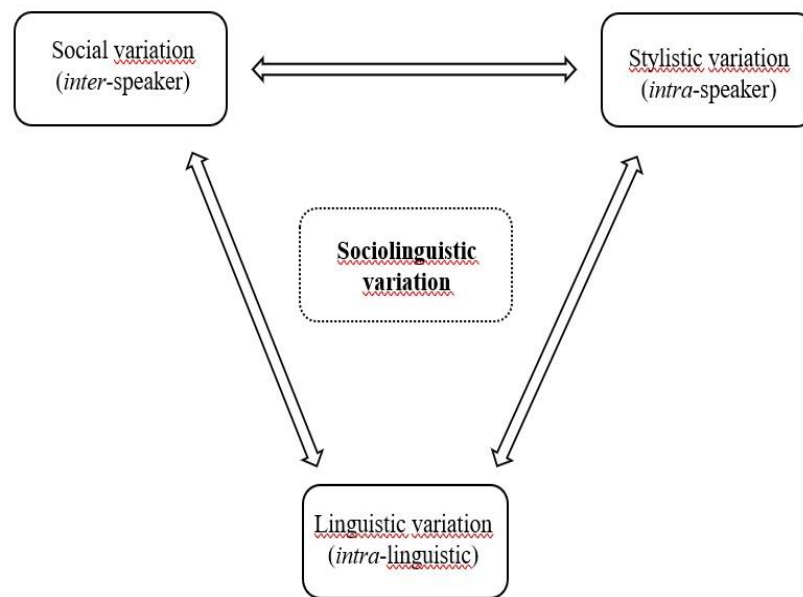 Social variation
(inter-speaker)
Stylistic variation
(intra-speaker)
Sociolinguistic
variation
Linguistic variation
(intra-linguistic)